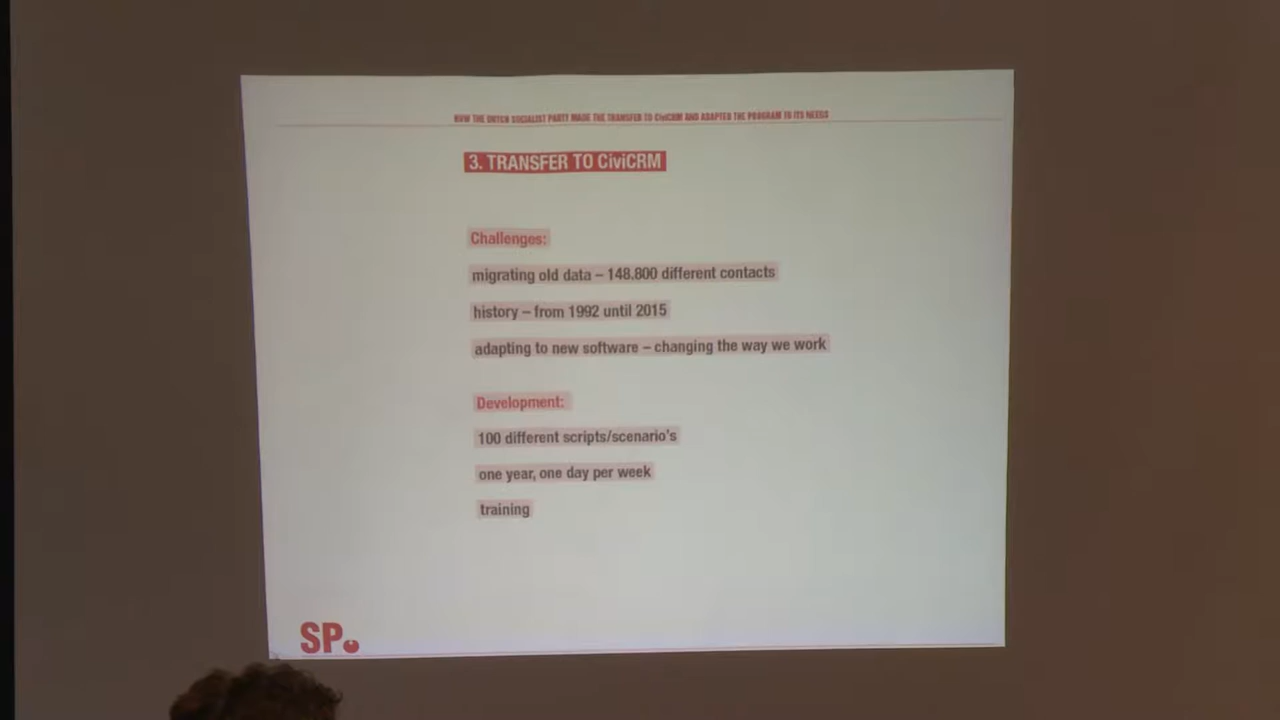 HOW THE DUTCH SOCIALIST PARTY MADE THE TRANSFER TO CiviCRM AND ADAPTED THE PROGRAM TO ITS NEEDS
3. TRANSFER TO CiviCRM
Challenges:
migrating old data – 148.800 different contacts
history – from 1992 until 2015
adapting to new software – changing the way we work
Development:
100 different scripts/scenario's
one year, one day per week
training
SP.